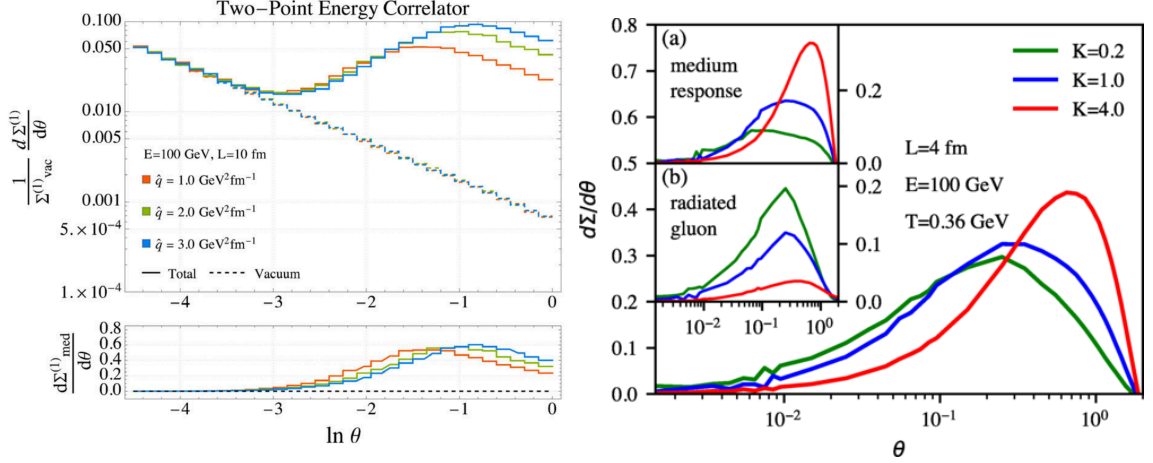 Two−Point Energy Correlator
0.100
0.050
0.010
0.005
0.001
5.×10⁻⁴
1.×10⁻⁴
1/Σ⁽¹⁾vac dΣ⁽¹⁾/dθ
E=100 GeV, L=10 fm
q̂ = 1.0 GeV²fm⁻¹
q̂ = 2.0 GeV²fm⁻¹
q̂ = 3.0 GeV²fm⁻¹
Total Vacuum
−4 −3 −2 −1 0
dΣ⁽¹⁾med/dθ
0.8
0.6
0.4
0.2
0.0
−4 −3 −2 −1 0
ln θ
dΣ/dθ
0.8
0.7
0.6
0.5
0.4
0.3
0.2
0.1
0.0
(a)
medium
response
0.2
0.0
(b)
radiated
gluon
0.2
0.1
0.0
10⁻² 10⁻¹ 10⁰
K=0.2
K=1.0
K=4.0
L=4 fm
E=100 GeV
T=0.36 GeV
10⁻² 10⁻¹ 10⁰
θ